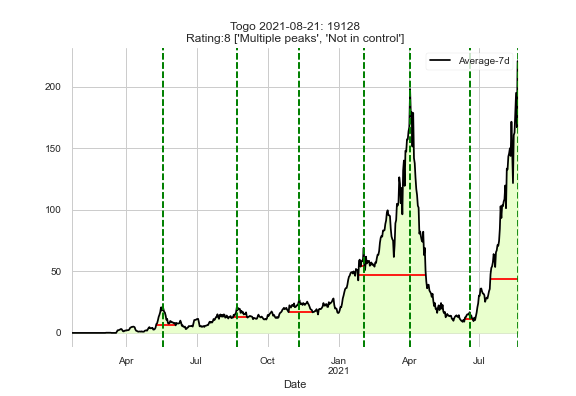 Togo 2021-08-21: 19128
Rating:8 ['Multiple peaks', 'Not in control']
Average-7d
200
150
100
50
0
Apr Jul Oct Jan Apr Jul
2021
Date